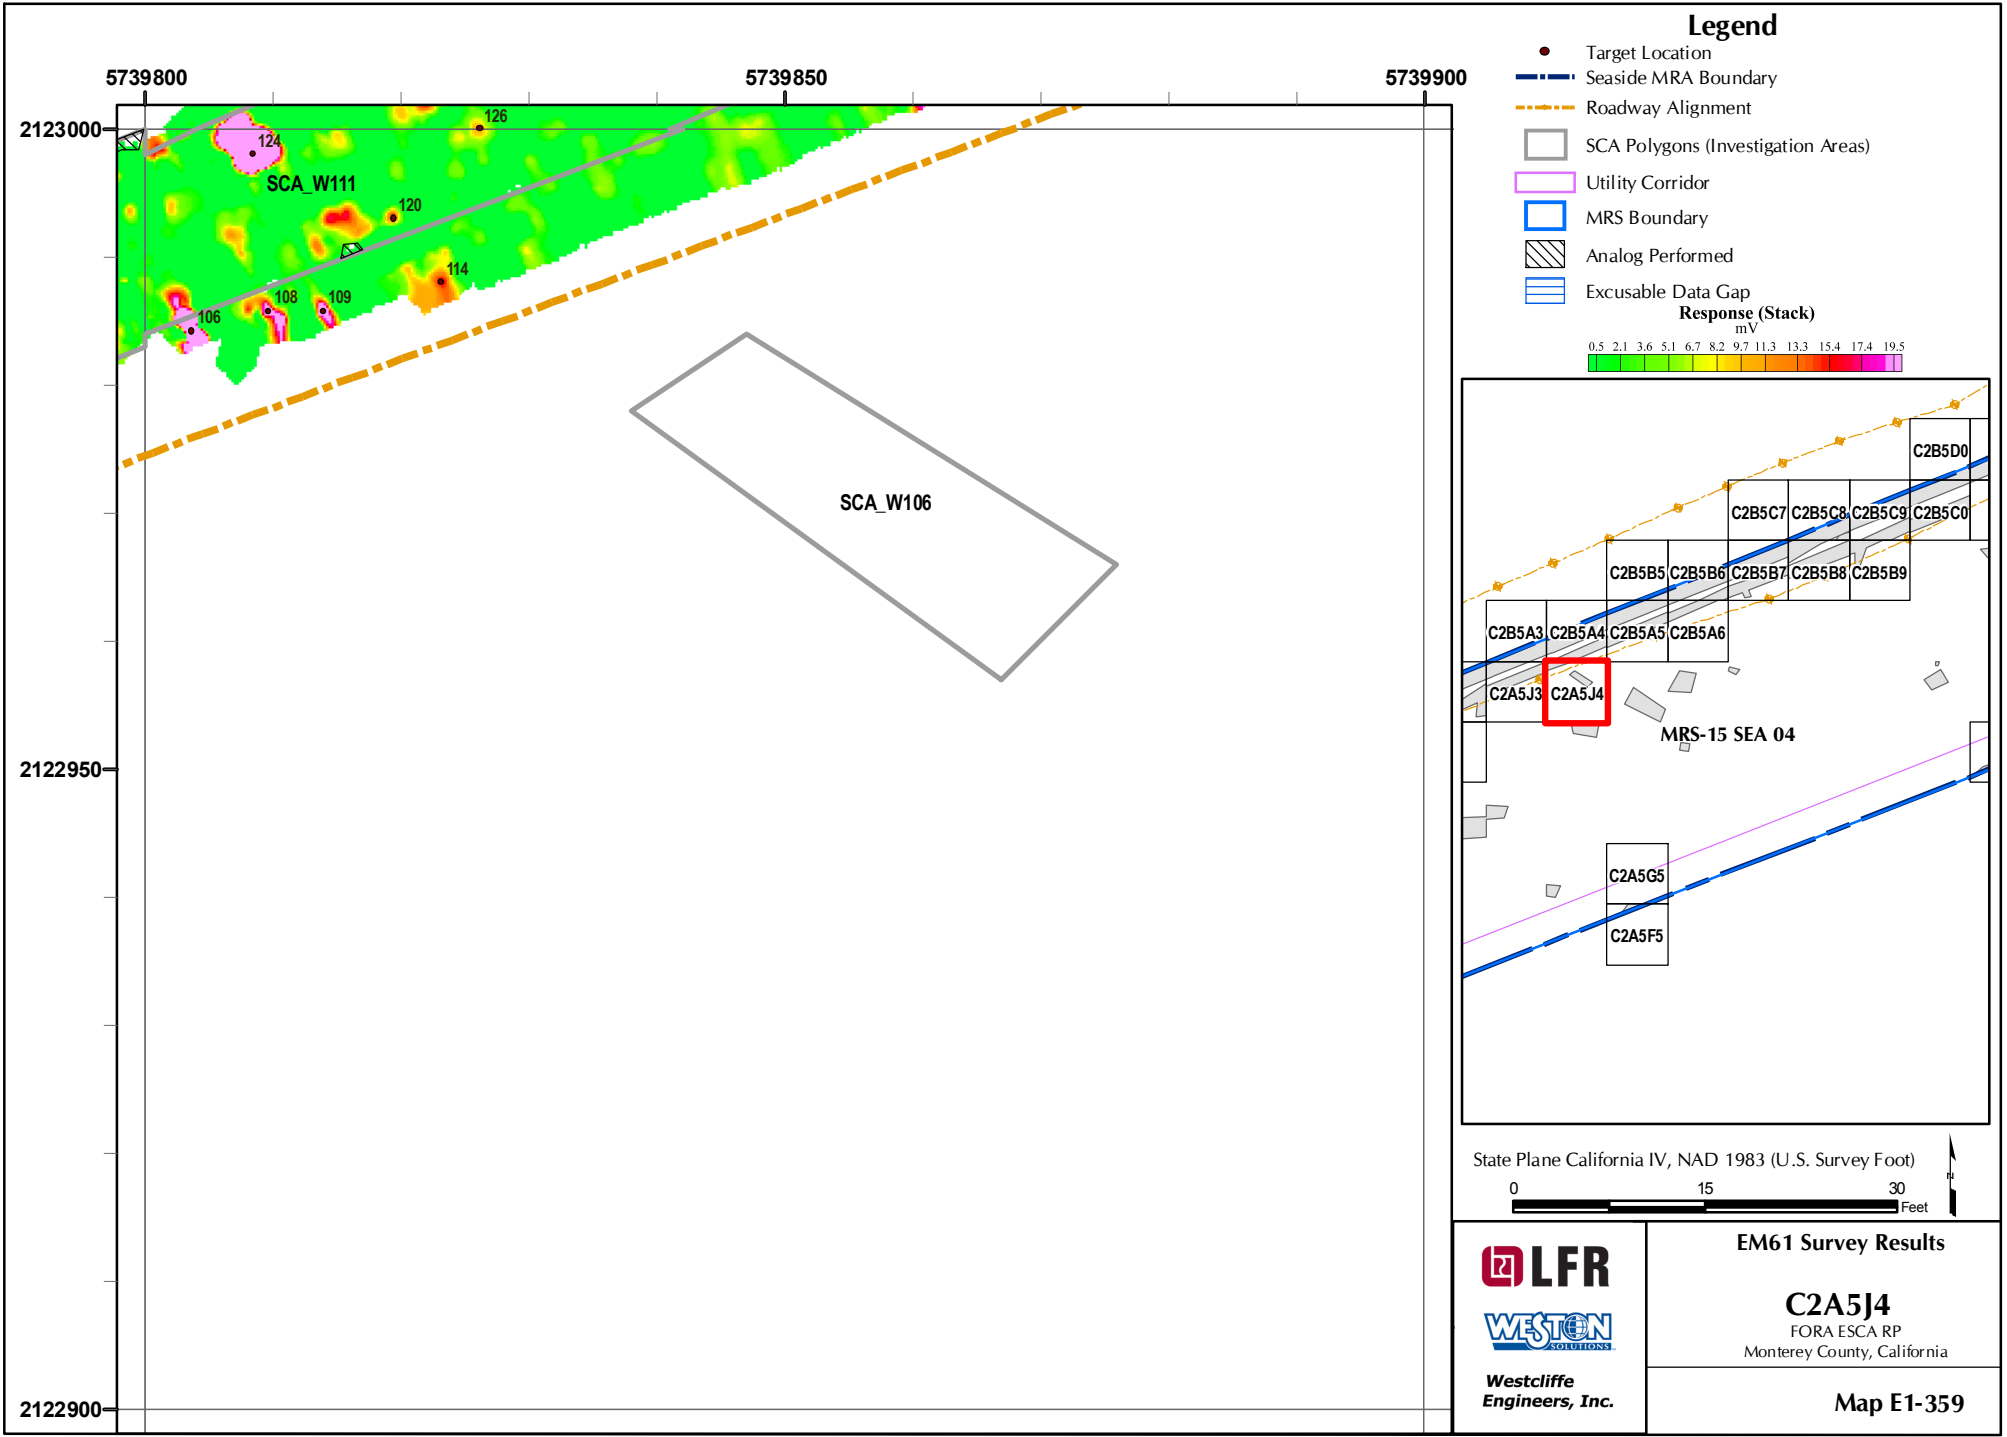 Legend
Target Location
Seaside MRA Boundary
Roadway Alignment
SCA Polygons (Investigation Areas)
Utility Corridor
MRS Boundary
Analog Performed
Excusable Data Gap
Response (Stack)
mV
0.5 2.1 3.6 5.1 6.7 8.2 9.7 11.3 13.3 15.4 17.4 19.5
5739800 5739850 5739900
2123000
2122950
2122900
126
124
SCA_W111
120
114
108 109
106
SCA_W106
C2B5D0
C2B5C7 C2B5C8 C2B5C9 C2B5C0
C2B5B5 C2B5B6 C2B5B7 C2B5B8 C2B5B9
C2B5A3 C2B5A4 C2B5A5 C2B5A6
C2A5J3 C2A5J4
MRS-15 SEA 04
C2A5G5
C2A5F5
State Plane California IV, NAD 1983 (U.S. Survey Foot)
0 15 30
Feet
N
LFR
WESTON
SOLUTIONS
Westcliffe
Engineers, Inc.
EM61 Survey Results
C2A5J4
FORA ESCA RP
Monterey County, California
Map E1-359